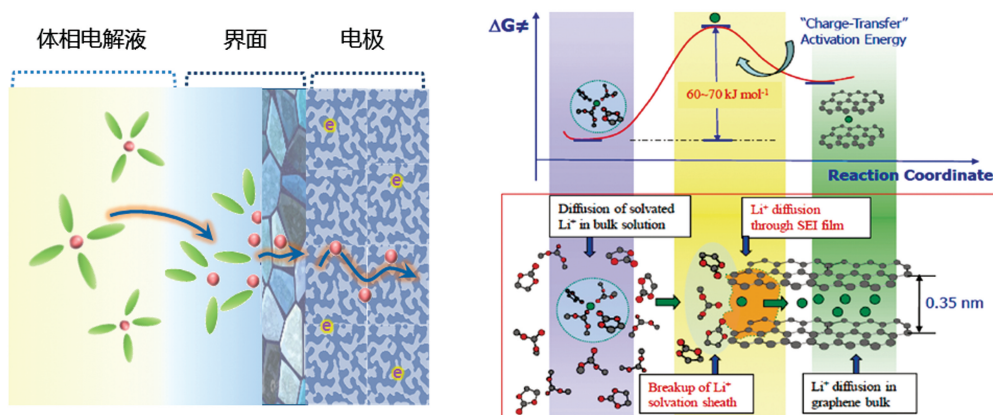 体相电解液
界面
电极
e
e
e
e
ΔG≠
"Charge-Transfer"
Activation Energy
60~70 kJ mol⁻¹
Reaction Coordinate
Diffusion of solvated
Li⁺ in bulk solution
Li⁺ diffusion
through SEI film
0.35 nm
Breakup of Li⁺
solvation sheath
Li⁺ diffusion in
graphene bulk